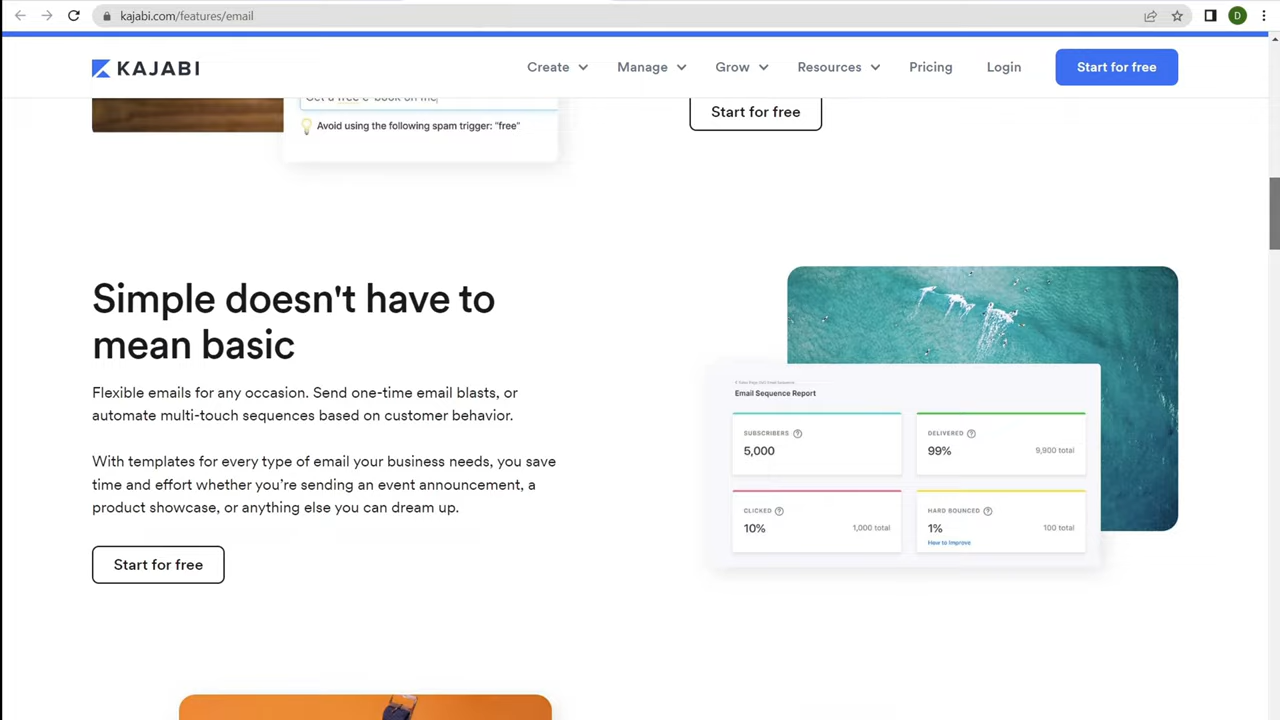 kajabi.com/features/email
D
KAJABI
Create
Manage
Grow
Resources
Pricing
Login
Start for free
Avoid using the following spam trigger: "free"
Start for free
Simple doesn't have to
mean basic
Flexible emails for any occasion. Send one-time email blasts, or
automate multi-touch sequences based on customer behavior.
With templates for every type of email your business needs, you save
time and effort whether you're sending an event announcement, a
product showcase, or anything else you can dream up.
Start for free
Email Sequence Report
SUBSCRIBERS ?
5,000
DELIVERED ?
99%
9,900 total
CLICKED ?
10%
1,000 total
HARD BOUNCED ?
1%
100 total
How to Improve